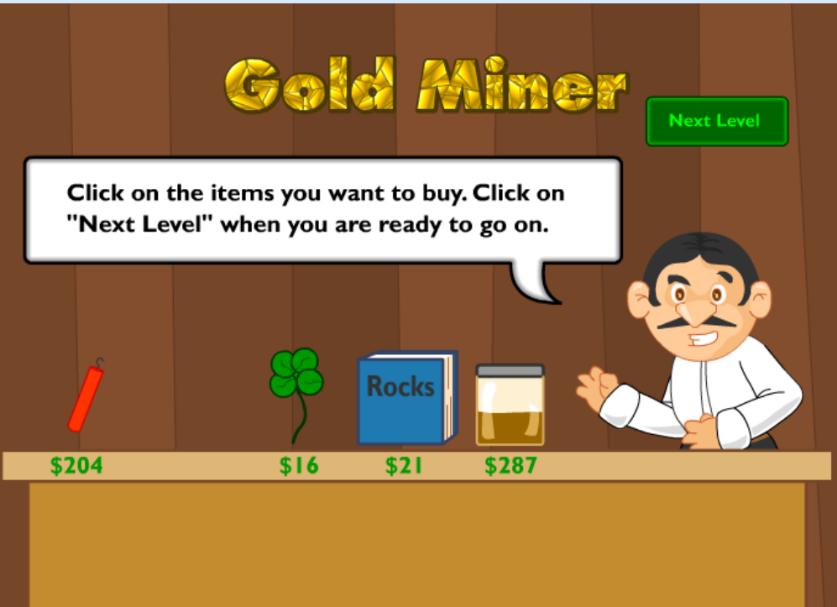 Gold Miner
Next Level
Click on the items you want to buy. Click on
"Next Level" when you are ready to go on.
Rocks
$204 $16 $21 $287